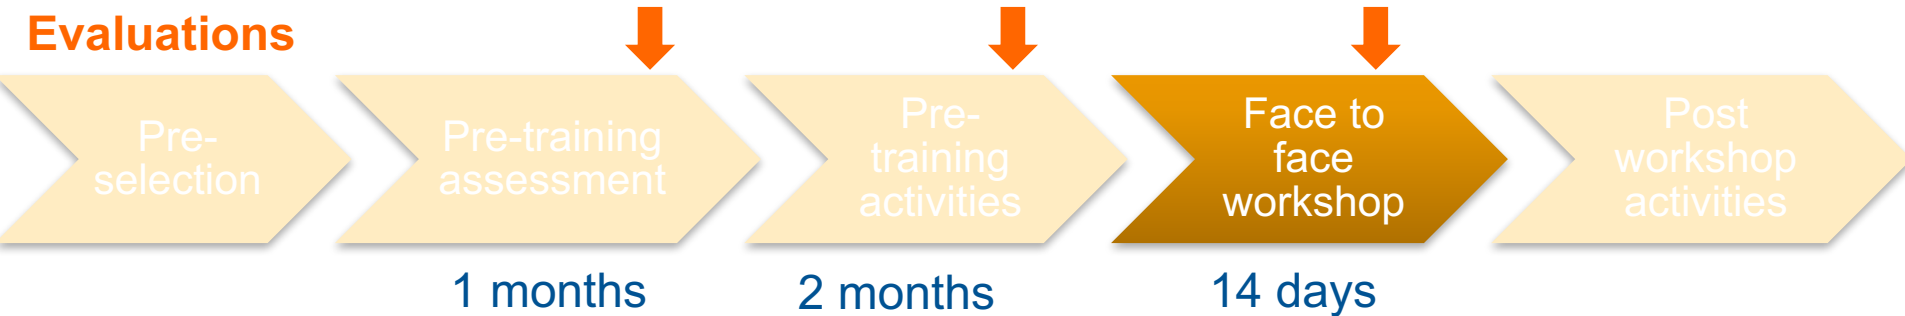 Evaluations
Pre-
selection
Pre-training
assessment
Pre-
training
activities
Face to
face
workshop
Post
workshop
activities
1 months
2 months
14 days